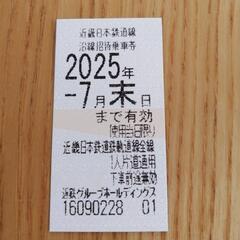 近畿日本鉄道線
沿線招待乗車券
2025年
-7月末日
まで有効
(使用当日限り)
近畿日本鉄道鉄軌道線全線
1人片道通用
下車前途無効
近鉄グループホールディングス
16090228 01